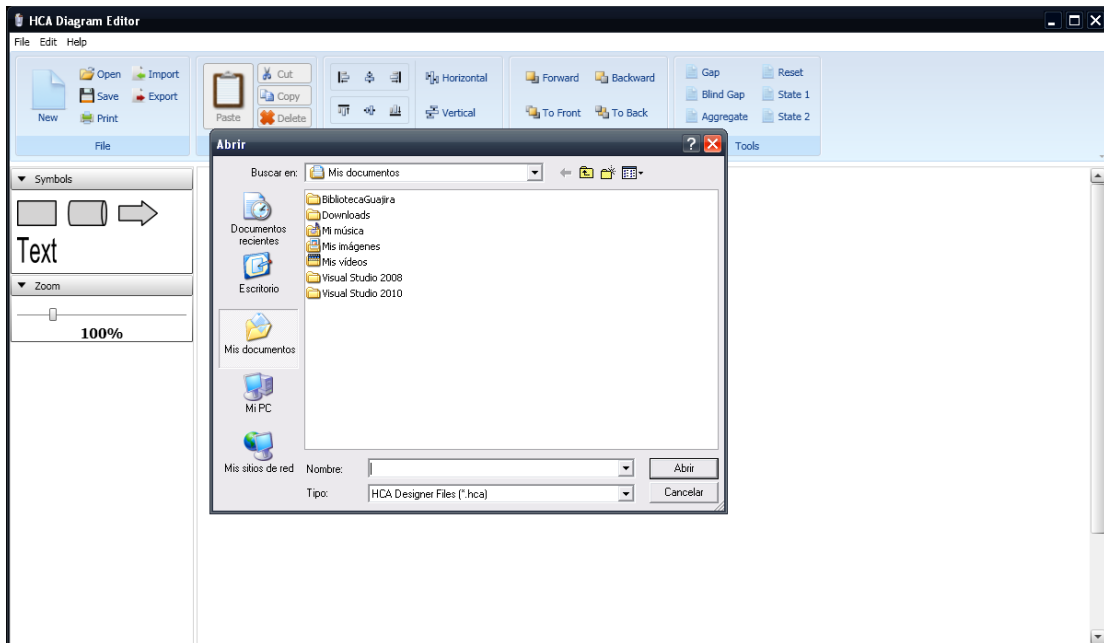 HCA Diagram Editor
File Edit Help
Open Import
Save Export
New Print
File
Paste Cut
Copy
Delete
Horizontal
Vertical
Forward Backward
To Front To Back
Gap Reset
Blind Gap State 1
Aggregate State 2
Tools
Symbols
Text
Zoom
100%
Abrir
Buscar en: Mis documentos
Documentos recientes
Escritorio
Mis documentos
Mi PC
Mis sitios de red
BibliotecaGuajira
Downloads
Mi música
Mis imágenes
Mis vídeos
Visual Studio 2008
Visual Studio 2010
Nombre: Abrir
Tipo: HCA Designer Files (*.hca) Cancelar